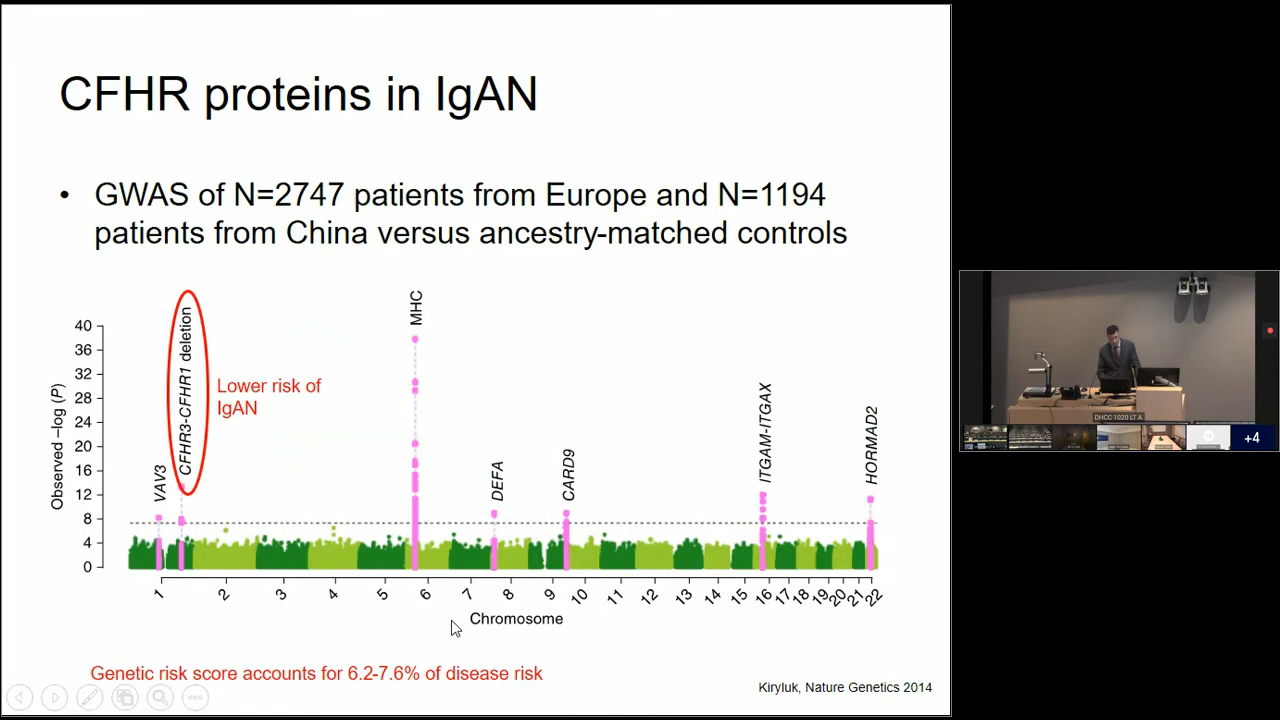 CFHR proteins in IgAN
• GWAS of N=2747 patients from Europe and N=1194
patients from China versus ancestry-matched controls
Observed –log (P)
40
36
32
28
24
20
16
12
8
4
0
VAV3
CFHR3-CFHR1 deletion
Lower risk of
IgAN
MHC
DEFA
CARD9
ITGAM-ITGAX
HORMAD2
1 2 3 4 5 6 7 8 9 10 11 12 13 14 15 16 17 18 19 20 21 22
Chromosome
Genetic risk score accounts for 6.2-7.6% of disease risk
Kiryluk, Nature Genetics 2014
DHCC 1020 LT A
+4